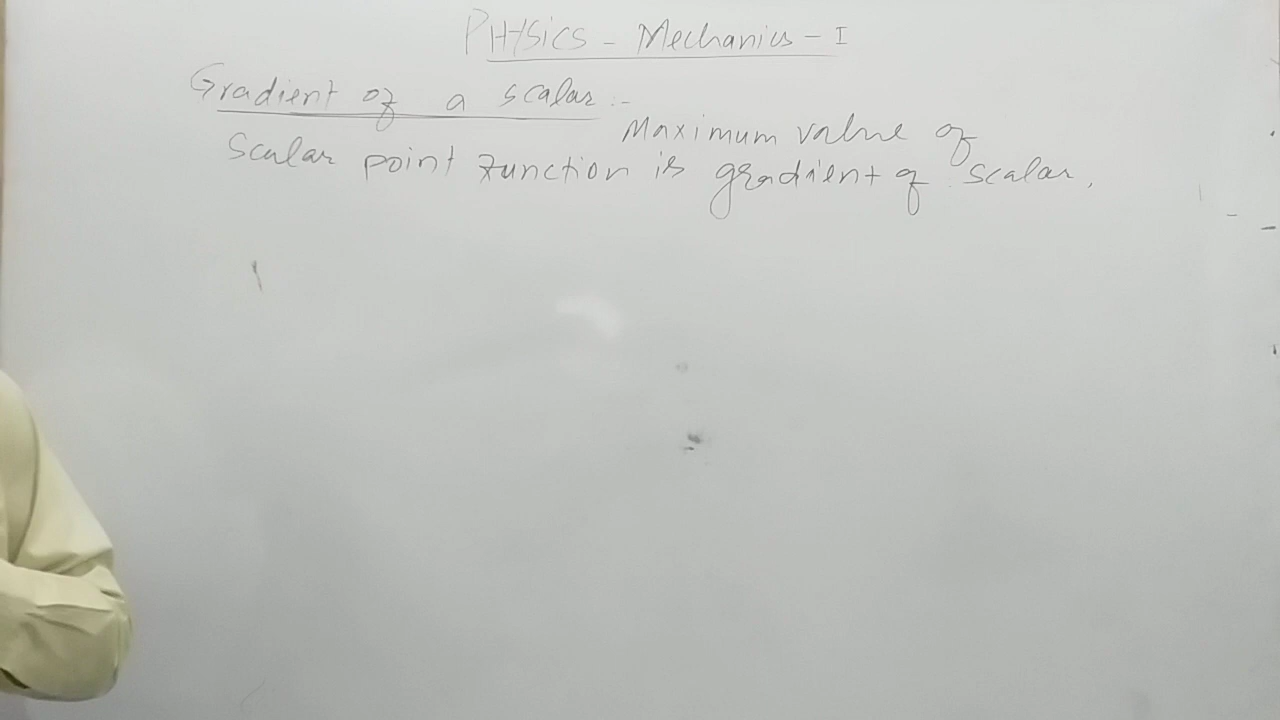 Physics - Mechanics - I
Gradient of a scalar :- Maximum value of
Scalar point function is gradient of scalar.